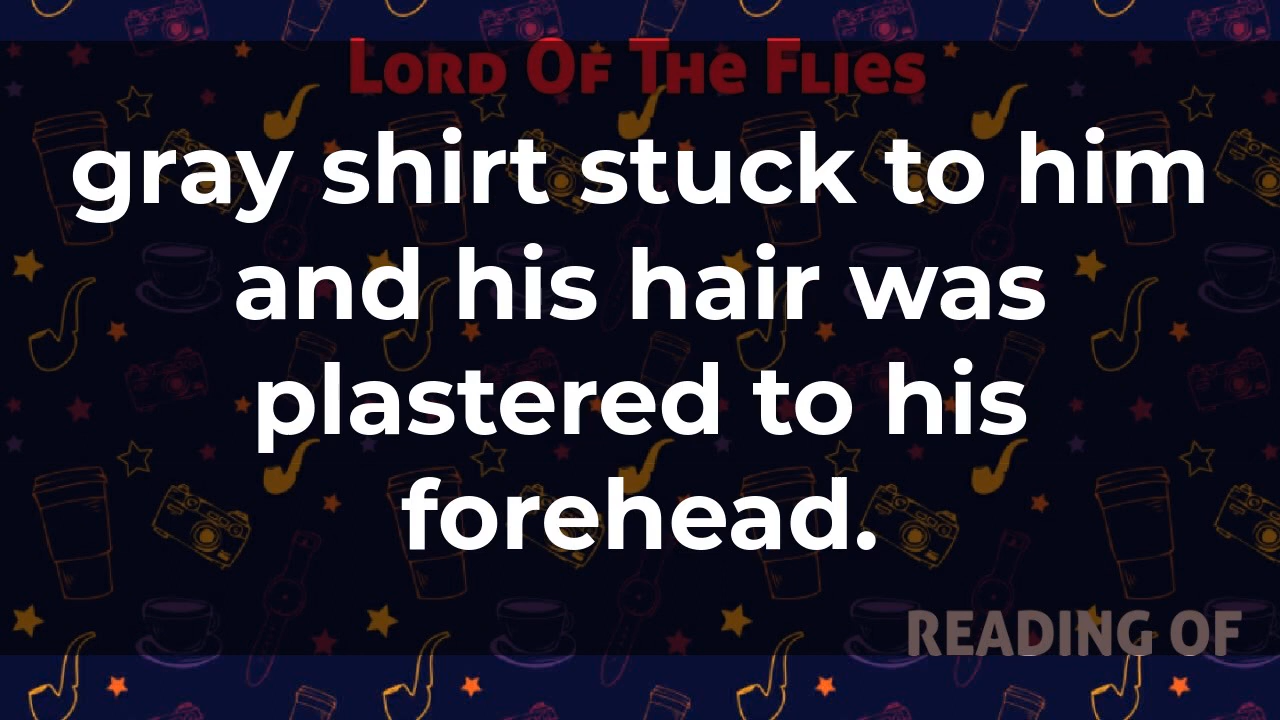 Lord Of The Flies
gray shirt stuck to him
and his hair was
plastered to his
forehead.
READING OF